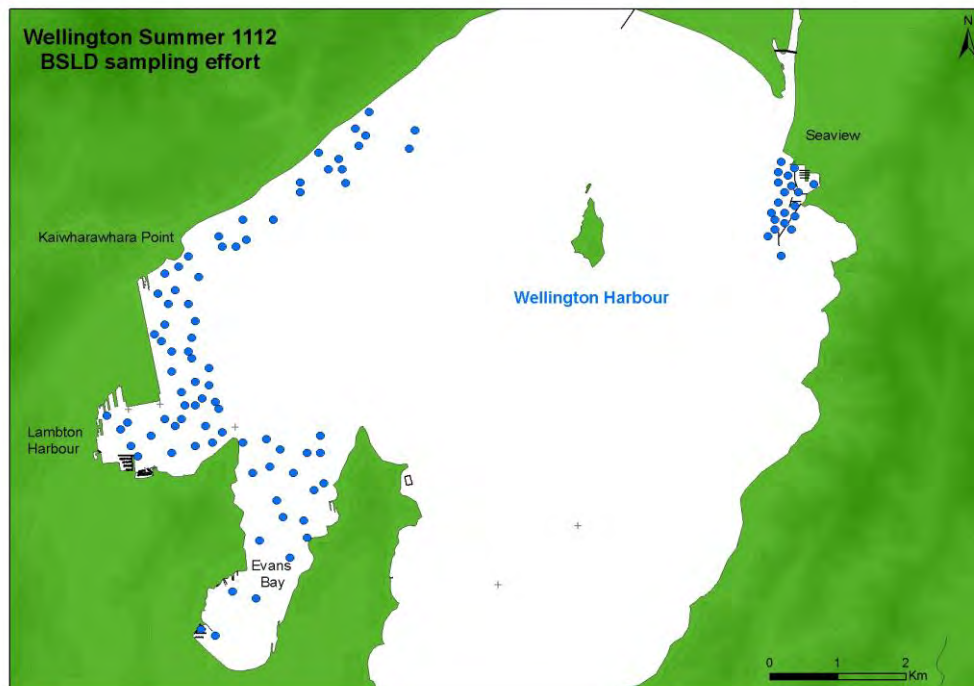 Wellington Summer 1112
BSLD sampling effort
N
Seaview
Kaiwharawhara Point
Wellington Harbour
Lambton
Harbour
Evans
Bay
0 1 2
Km